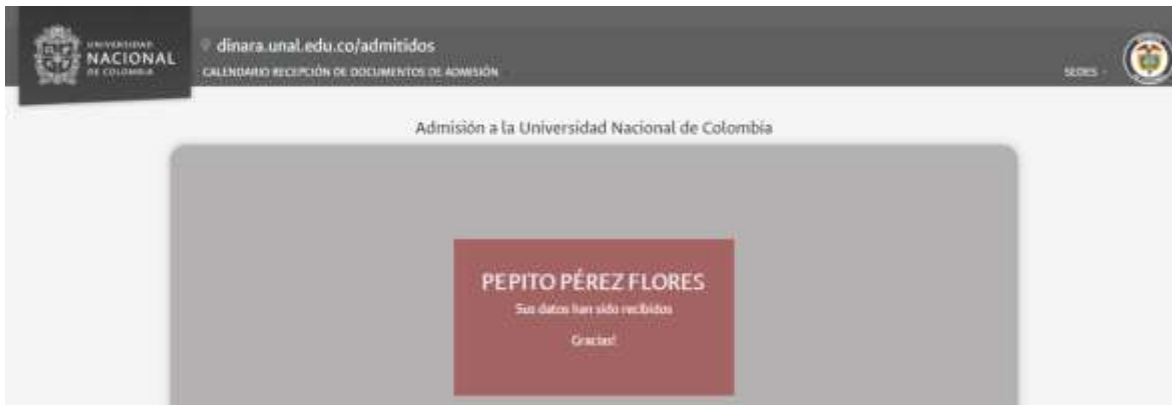 UNIVERSIDAD
NACIONAL
DE COLOMBIA
dinara.unal.edu.co/admitidos
CALENDARIO RECEPCIÓN DE DOCUMENTOS DE ADMISIÓN
SEDES
Admisión a la Universidad Nacional de Colombia
PEPITO PÉREZ FLORES
Sus datos han sido recibidos
Gracias!